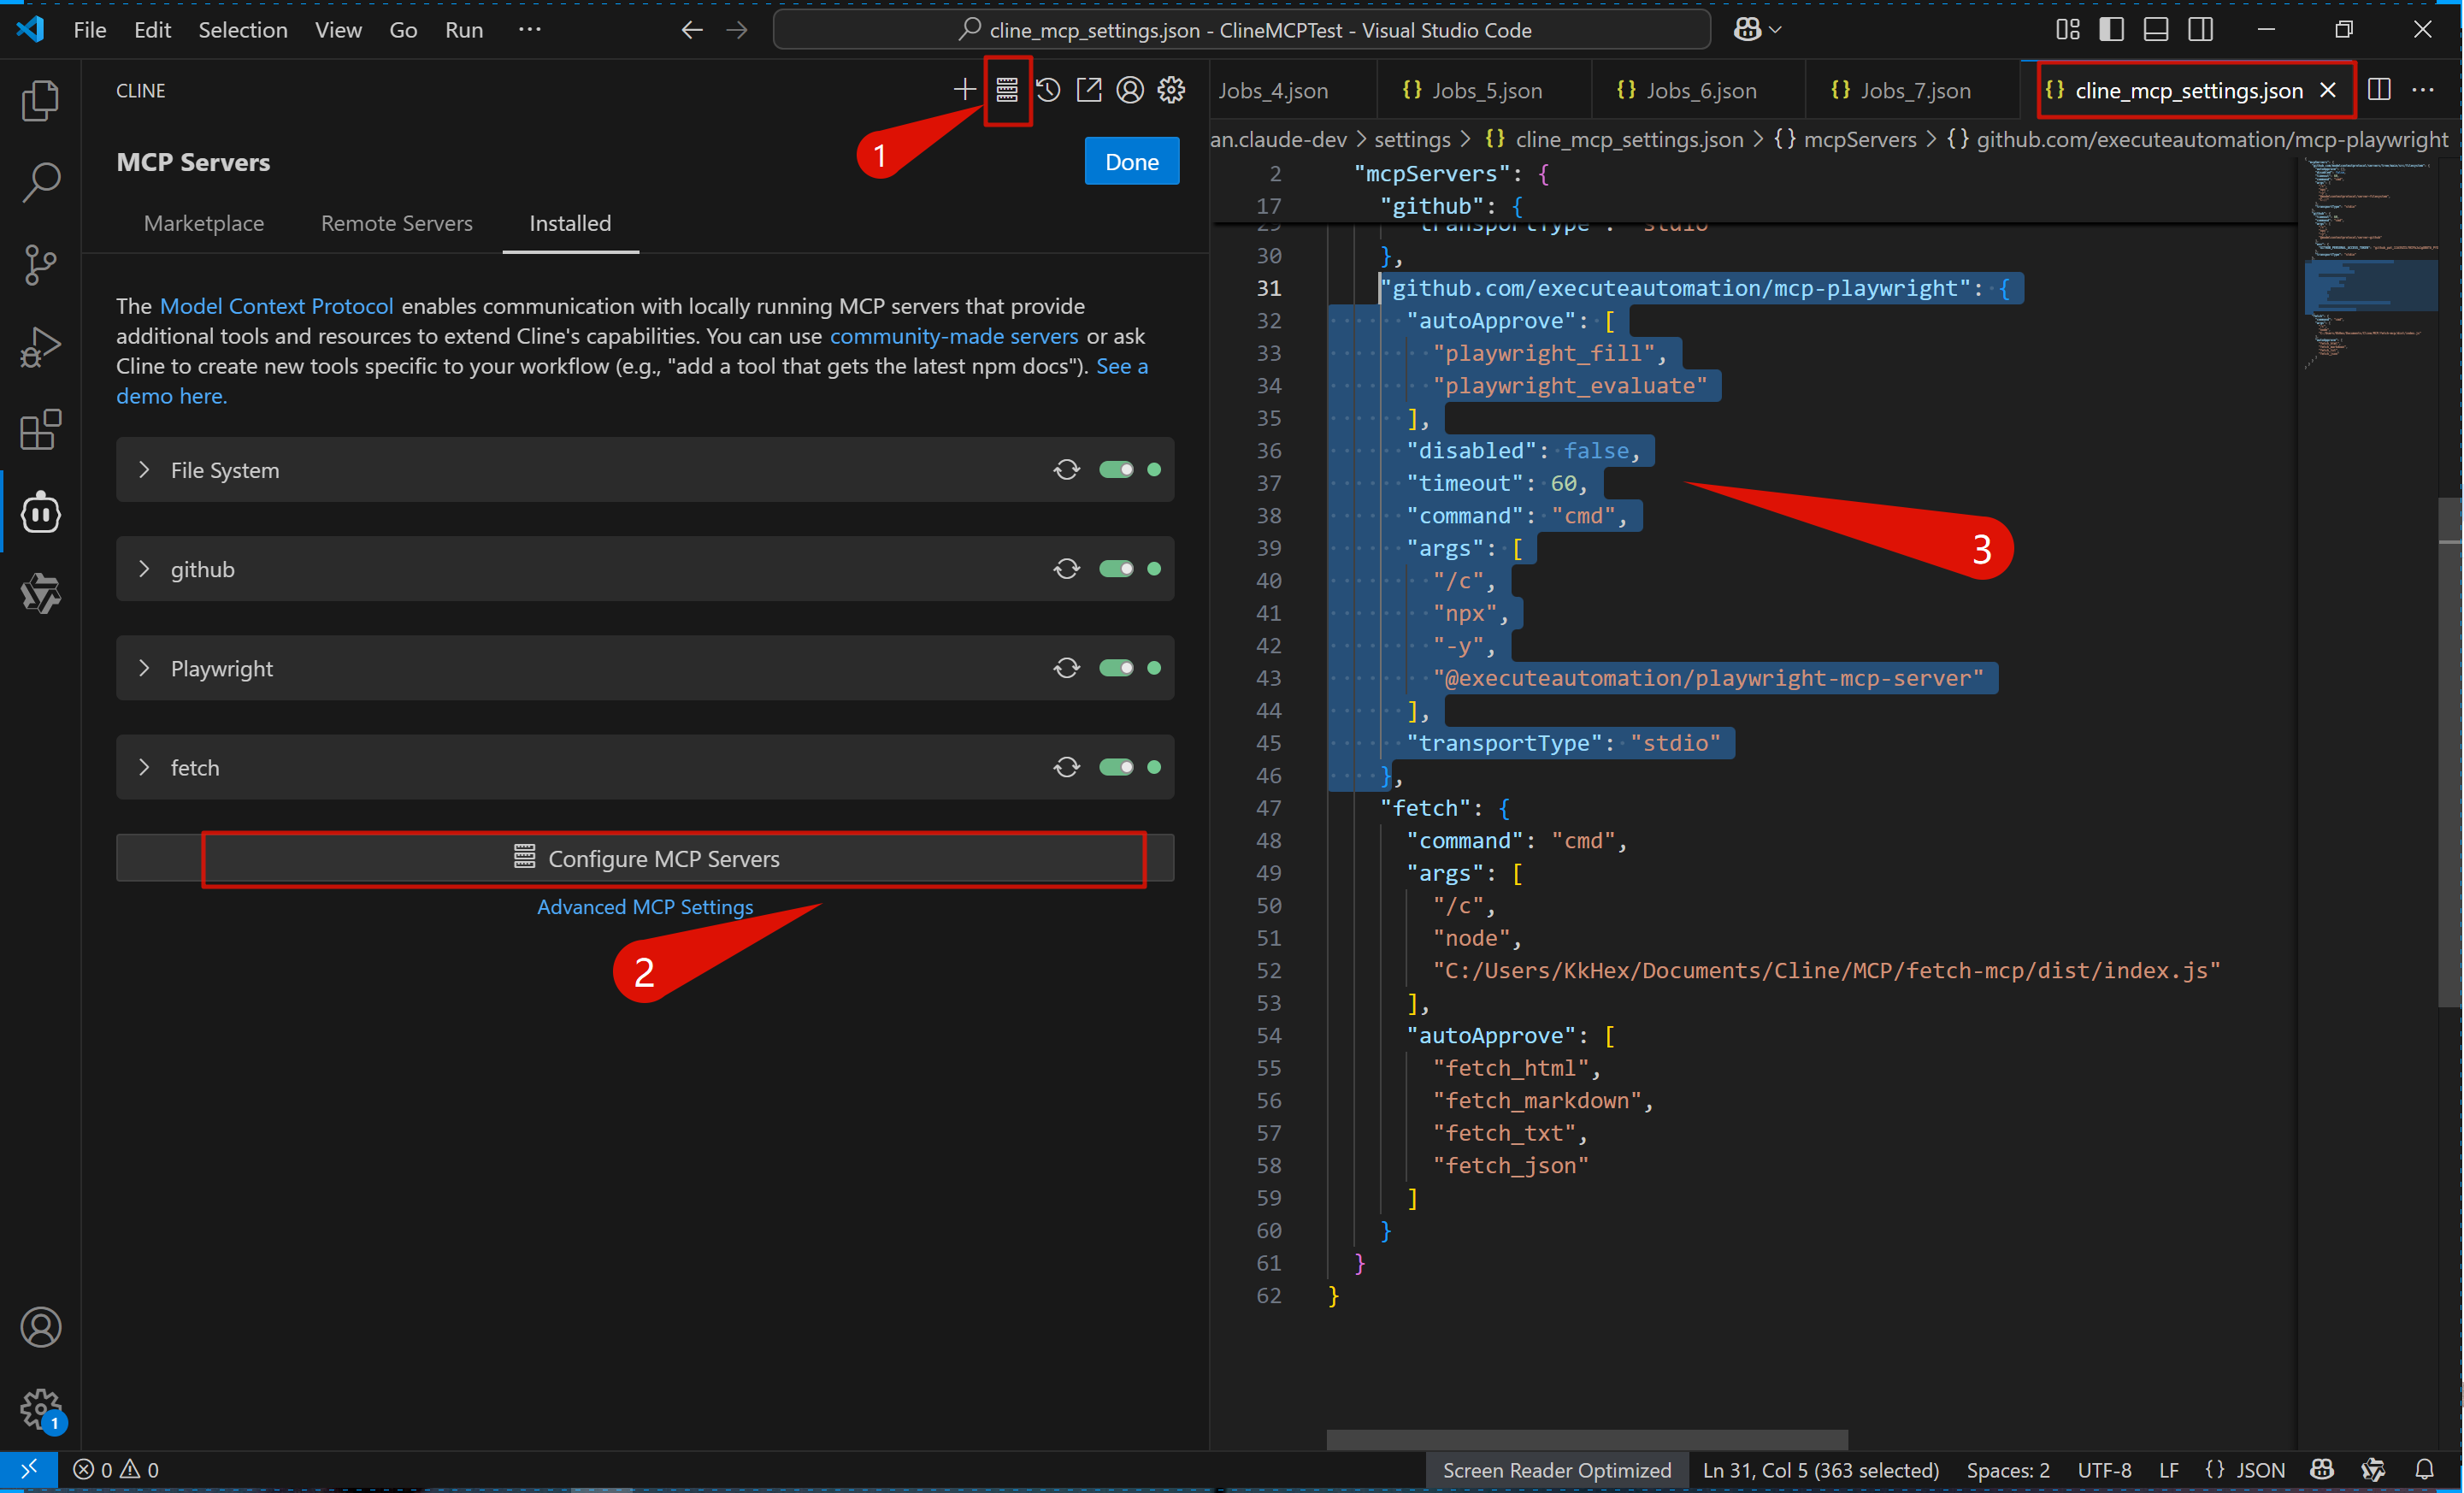 File Edit Selection View Go Run ···
cline_mcp_settings.json - ClineMCPTest - Visual Studio Code
CLINE
1
MCP Servers
Done
Marketplace
Remote Servers
Installed
The Model Context Protocol enables communication with locally running MCP servers that provide
additional tools and resources to extend Cline's capabilities. You can use community-made servers or ask
Cline to create new tools specific to your workflow (e.g., "add a tool that gets the latest npm docs"). See a
demo here.
File System
github
Playwright
fetch
Configure MCP Servers
Advanced MCP Settings
2
1
Jobs_4.json
{} Jobs_5.json
{} Jobs_6.json
{} Jobs_7.json
{} cline_mcp_settings.json
an.claude-dev > settings > {} cline_mcp_settings.json > {} mcpServers > {} github.com/executeautomation/mcp-playwright
2 "mcpServers": {
17 "github": {
29 "transportType": "stdio"
30 },
31 "github.com/executeautomation/mcp-playwright": {
32 "autoApprove": [
33 "playwright_fill",
34 "playwright_evaluate"
35 ],
36 "disabled": false,
37 "timeout": 60,
38 "command": "cmd",
39 "args": [
40 "/c",
41 "npx",
42 "-y",
43 "@executeautomation/playwright-mcp-server"
44 ],
45 "transportType": "stdio"
46 },
47 "fetch": {
48 "command": "cmd",
49 "args": [
50 "/c",
51 "node",
52 "C:/Users/KkHex/Documents/Cline/MCP/fetch-mcp/dist/index.js"
53 ],
54 "autoApprove": [
55 "fetch_html",
56 "fetch_markdown",
57 "fetch_txt",
58 "fetch_json"
59 ]
60 }
61 }
62 }
3
0 0
Screen Reader Optimized
Ln 31, Col 5 (363 selected)
Spaces: 2
UTF-8
LF
{} JSON